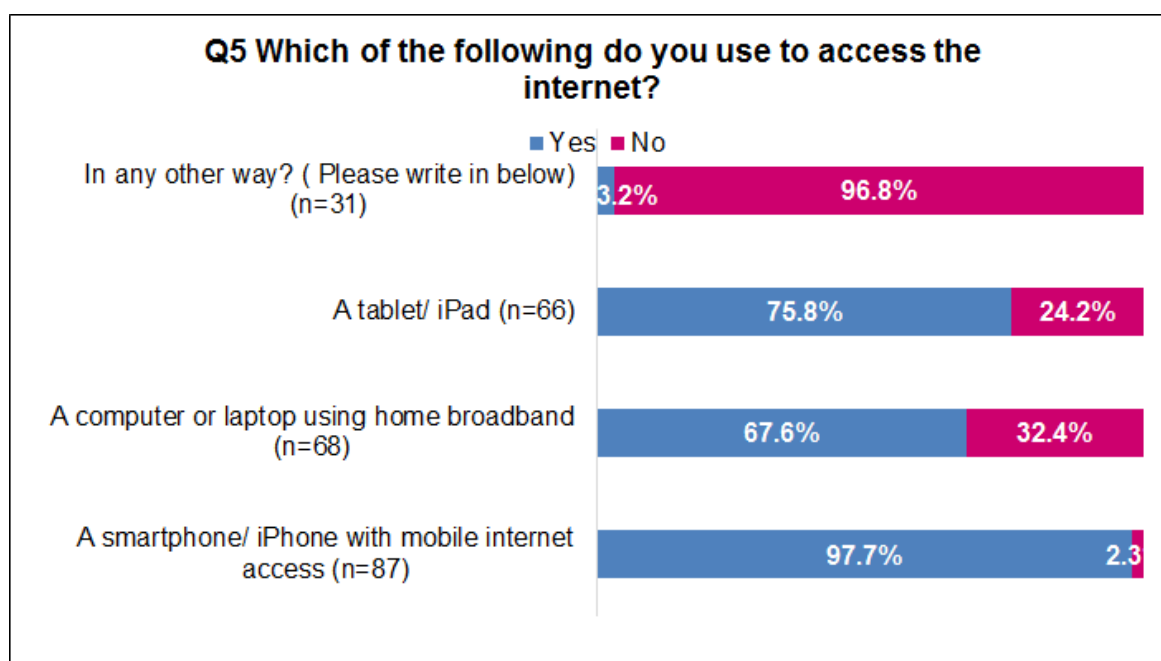 Q5 Which of the following do you use to access the
internet?
Yes No
In any other way? ( Please write in below)
(n=31)
3.2% 96.8%
A tablet/ iPad (n=66)
75.8% 24.2%
A computer or laptop using home broadband
(n=68)
67.6% 32.4%
A smartphone/ iPhone with mobile internet
access (n=87)
97.7% 2.3